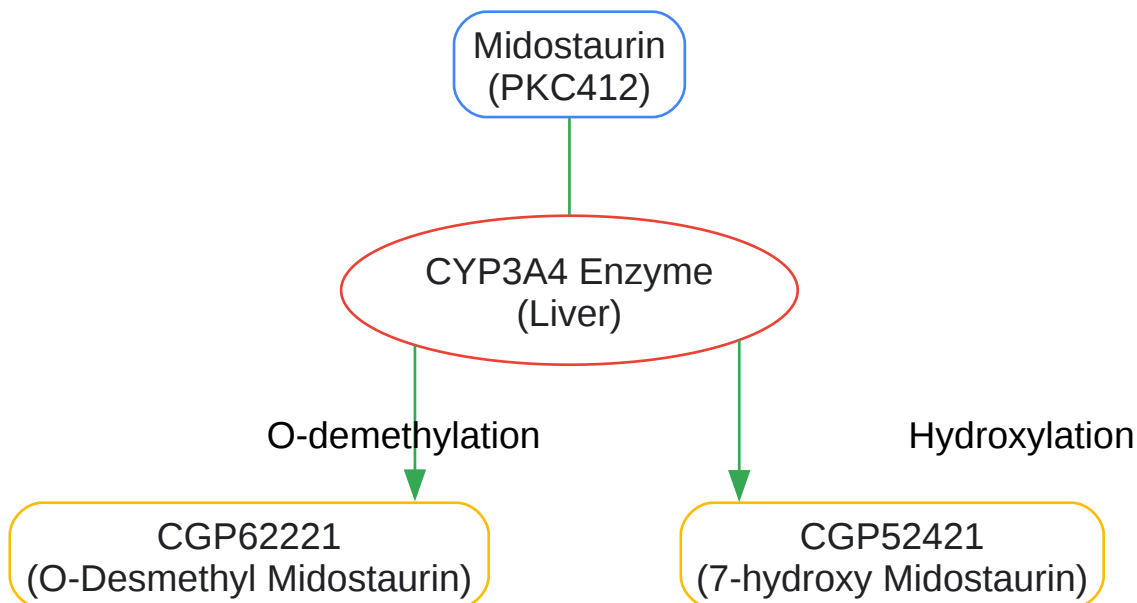 Midostaurin
(PKC412)
CYP3A4 Enzyme
(Liver)
O-demethylation
Hydroxylation
CGP62221
(O-Desmethyl Midostaurin)
CGP52421
(7-hydroxy Midostaurin)